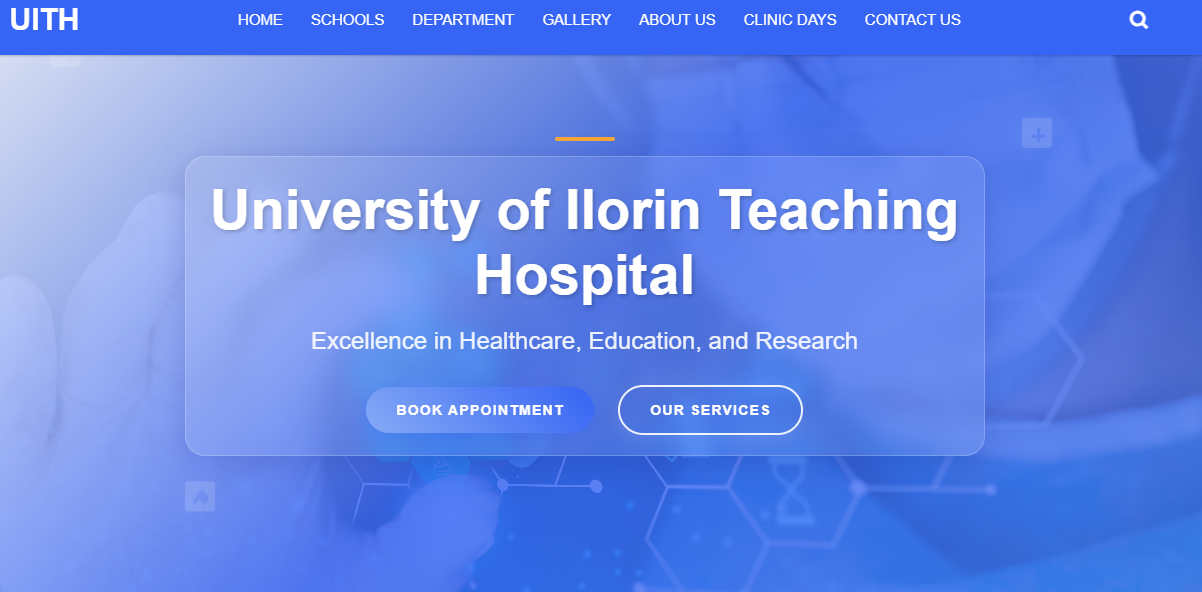 UITH
HOME SCHOOLS DEPARTMENT GALLERY ABOUT US CLINIC DAYS CONTACT US
University of Ilorin Teaching
Hospital
Excellence in Healthcare, Education, and Research
BOOK APPOINTMENT OUR SERVICES